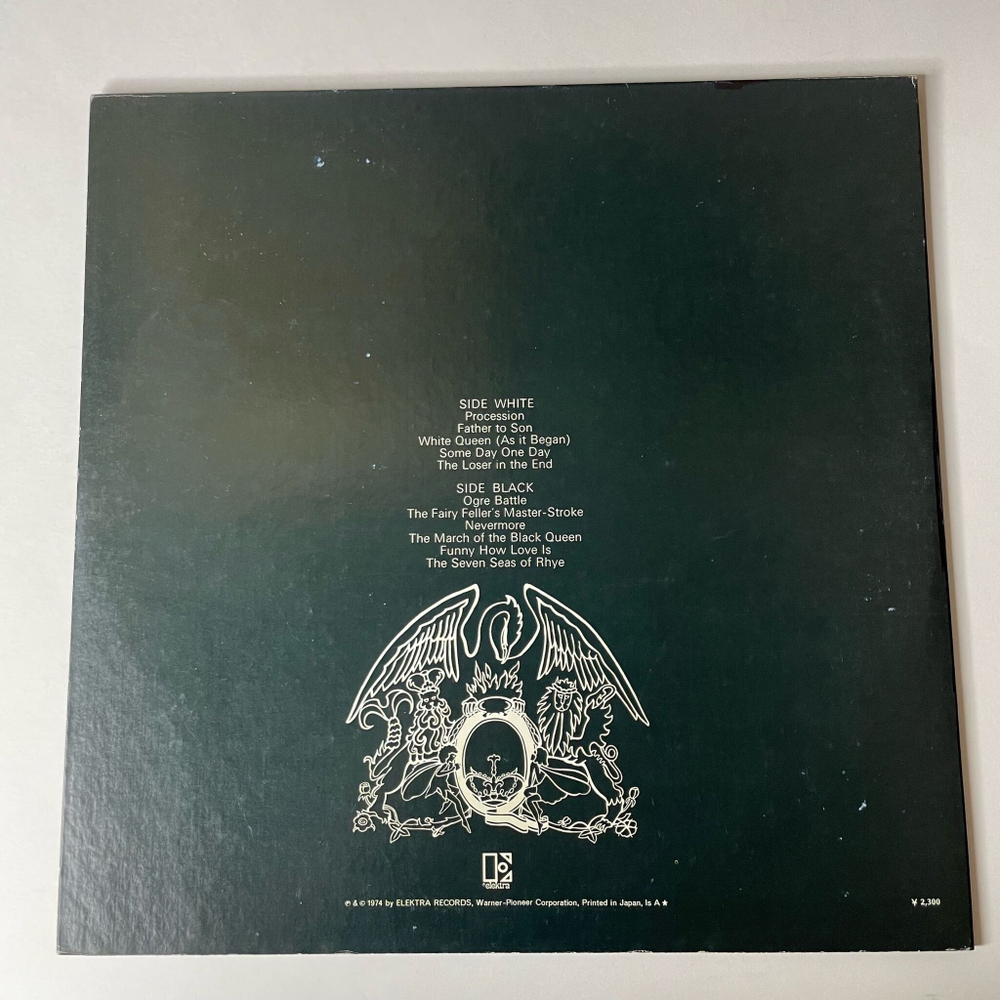 SIDE WHITE
Procession
Father to Son
White Queen (As it Began)
Some Day One Day
The Loser in the End
SIDE BLACK
Ogre Battle
The Fairy Feller's Master-Stroke
Nevermore
The March of the Black Queen
Funny How Love Is
The Seven Seas of Rhye
elektra
℗ & © 1974 by ELEKTRA RECORDS, Warner-Pioneer Corporation, Printed in Japan, Is A ★
¥ 2,300